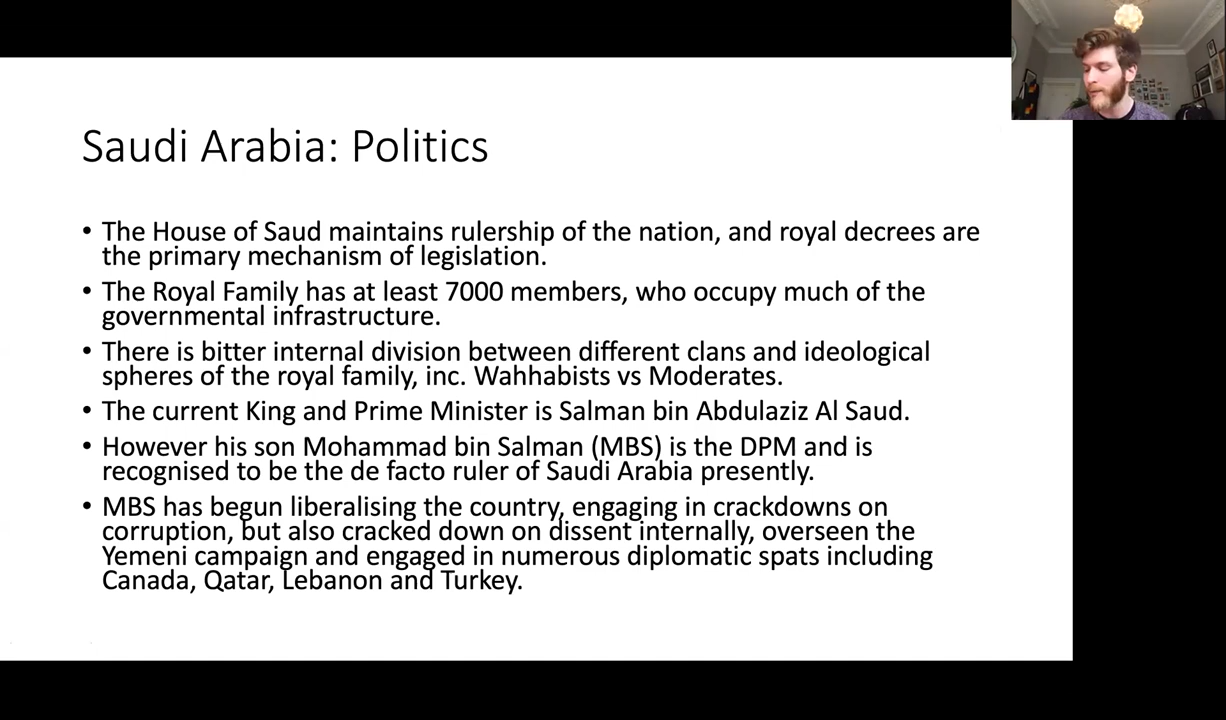 Saudi Arabia: Politics
• The House of Saud maintains rulership of the nation, and royal decrees are
the primary mechanism of legislation.
• The Royal Family has at least 7000 members, who occupy much of the
governmental infrastructure.
• There is bitter internal division between different clans and ideological
spheres of the royal family, inc. Wahhabists vs Moderates.
• The current King and Prime Minister is Salman bin Abdulaziz Al Saud.
• However his son Mohammad bin Salman (MBS) is the DPM and is
recognised to be the de facto ruler of Saudi Arabia presently.
• MBS has begun liberalising the country, engaging in crackdowns on
corruption, but also cracked down on dissent internally, overseen the
Yemeni campaign and engaged in numerous diplomatic spats including
Canada, Qatar, Lebanon and Turkey.